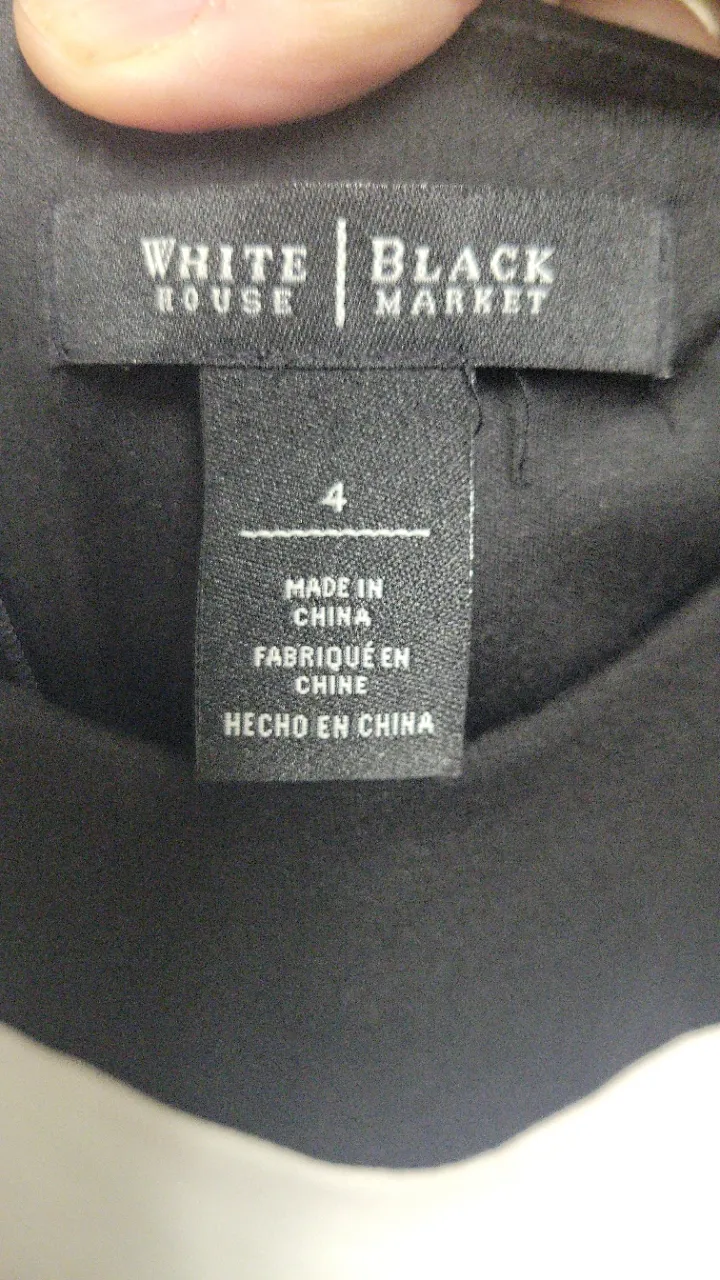 WHITE | BLACK
HOUSE | MARKET
4
MADE IN
CHINA
FABRIQUÉ EN
CHINE
HECHO EN CHINA